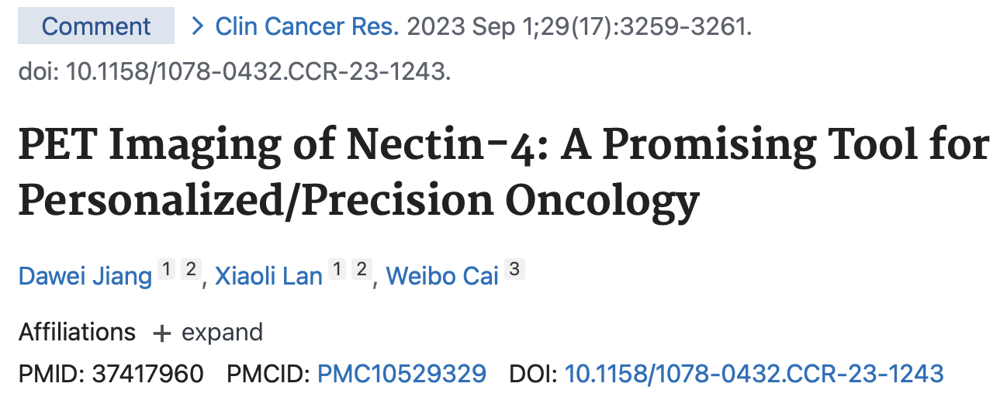 Comment > Clin Cancer Res. 2023 Sep 1;29(17):3259-3261.
doi: 10.1158/1078-0432.CCR-23-1243.
PET Imaging of Nectin-4: A Promising Tool for
Personalized/Precision Oncology
Dawei Jiang 1 2, Xiaoli Lan 1 2, Weibo Cai 3
Affiliations + expand
PMID: 37417960 PMCID: PMC10529329 DOI: 10.1158/1078-0432.CCR-23-1243